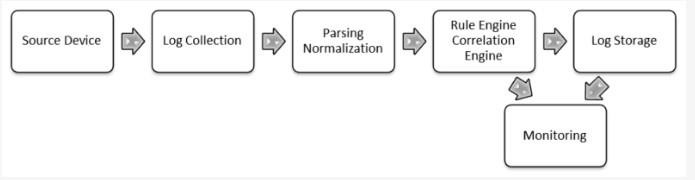 Source Device
Log Collection
Parsing
Normalization
Rule Engine
Correlation
Engine
Log Storage
Monitoring